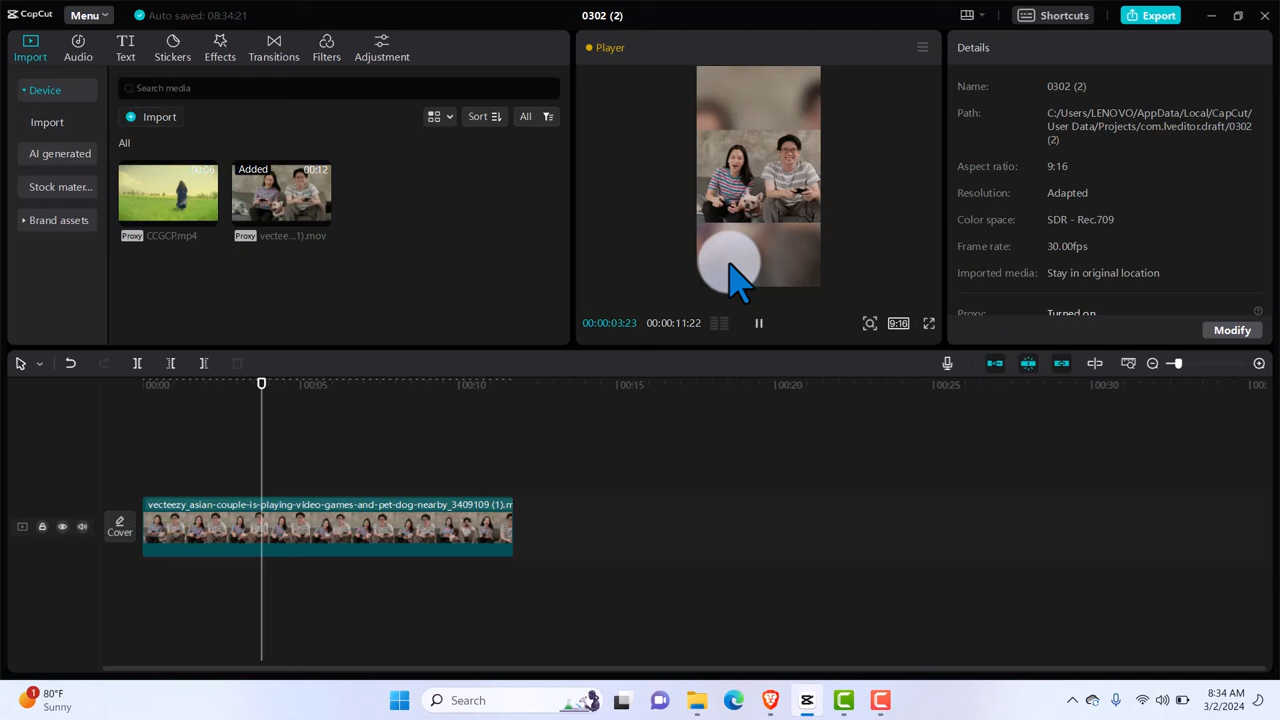 CapCut
Menu
Auto saved: 08:34:21
0302 (2)
Shortcuts
Export
Import
Audio
Text
Stickers
Effects
Transitions
Filters
Adjustment
Device
Import
AI generated
Stock mater...
Brand assets
Search media
Import
Sort
All
All
00:06
CCGCP.mp4
Proxy
Added
00:12
Proxy
vectee...1).mov
Player
00:00:03:23
00:00:11:22
9:16
Details
Name:
0302 (2)
Path:
C:/Users/LENOVO/AppData/Local/CapCut/
User Data/Projects/com.lveditor.draft/0302
(2)
Aspect ratio:
9:16
Resolution:
Adapted
Color space:
SDR - Rec.709
Frame rate:
30.00fps
Imported media:
Stay in original location
Proxy:
Turned on
Modify
00:00
00:05
00:10
00:15
00:20
00:25
00:30
00:
Cover
vecteezy_asian-couple-is-playing-video-games-and-pet-dog-nearby_3409109 (1).m
1
80°F
Sunny
Search
8:34 AM
3/2/2024